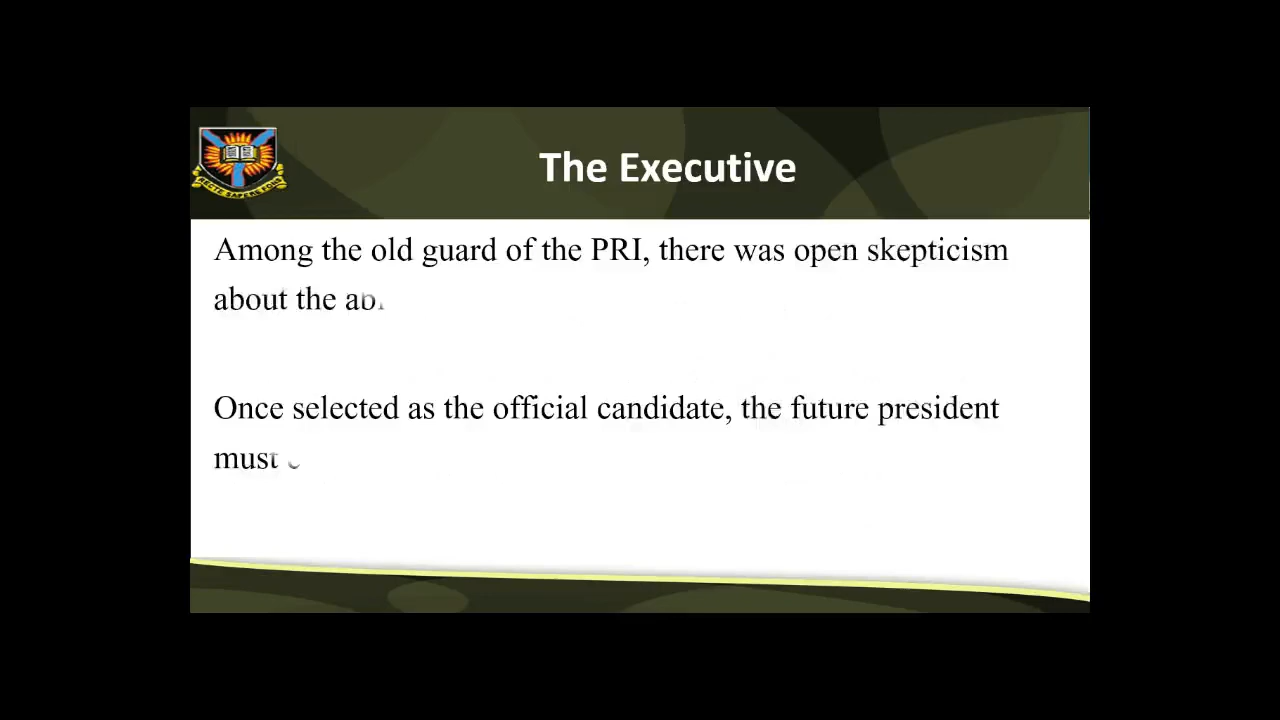 The Executive
Among the old guard of the PRI, there was open skepticism
about the
Once selected as the official candidate, the future president
must